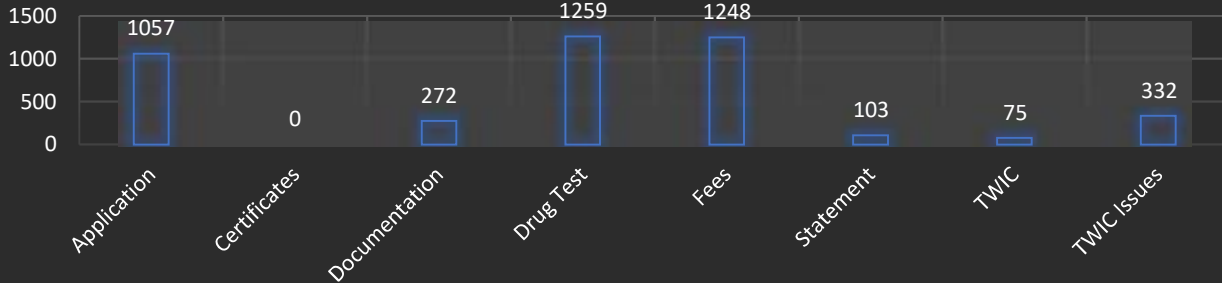 1500
1000
500
0
1057
0
272
1259
1248
103
75
332
Application
Certificates
Documentation
Drug Test
Fees
Statement
TWIC
TWIC Issues